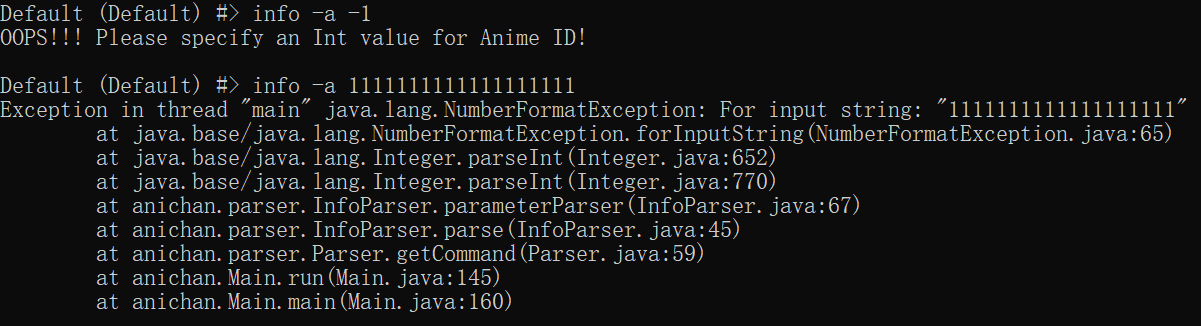 Default (Default) #> info -a -1
OOPS!!! Please specify an Int value for Anime ID!
Default (Default) #> info -a 1111111111111111111
Exception in thread "main" java.lang.NumberFormatException: For input string: "1111111111111111111"
at java.base/java.lang.NumberFormatException.forInputString(NumberFormatException.java:65)
at java.base/java.lang.Integer.parseInt(Integer.java:652)
at java.base/java.lang.Integer.parseInt(Integer.java:770)
at anichan.parser.InfoParser.parameterParser(InfoParser.java:67)
at anichan.parser.InfoParser.parse(InfoParser.java:45)
at anichan.parser.Parser.getCommand(Parser.java:59)
at anichan.Main.run(Main.java:145)
at anichan.Main.main(Main.java:160)